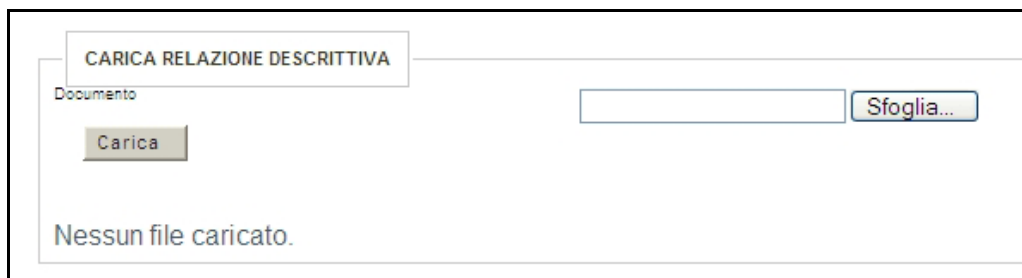 CARICA RELAZIONE DESCRITTIVA
Documento
Sfoglia...
Carica
Nessun file caricato.